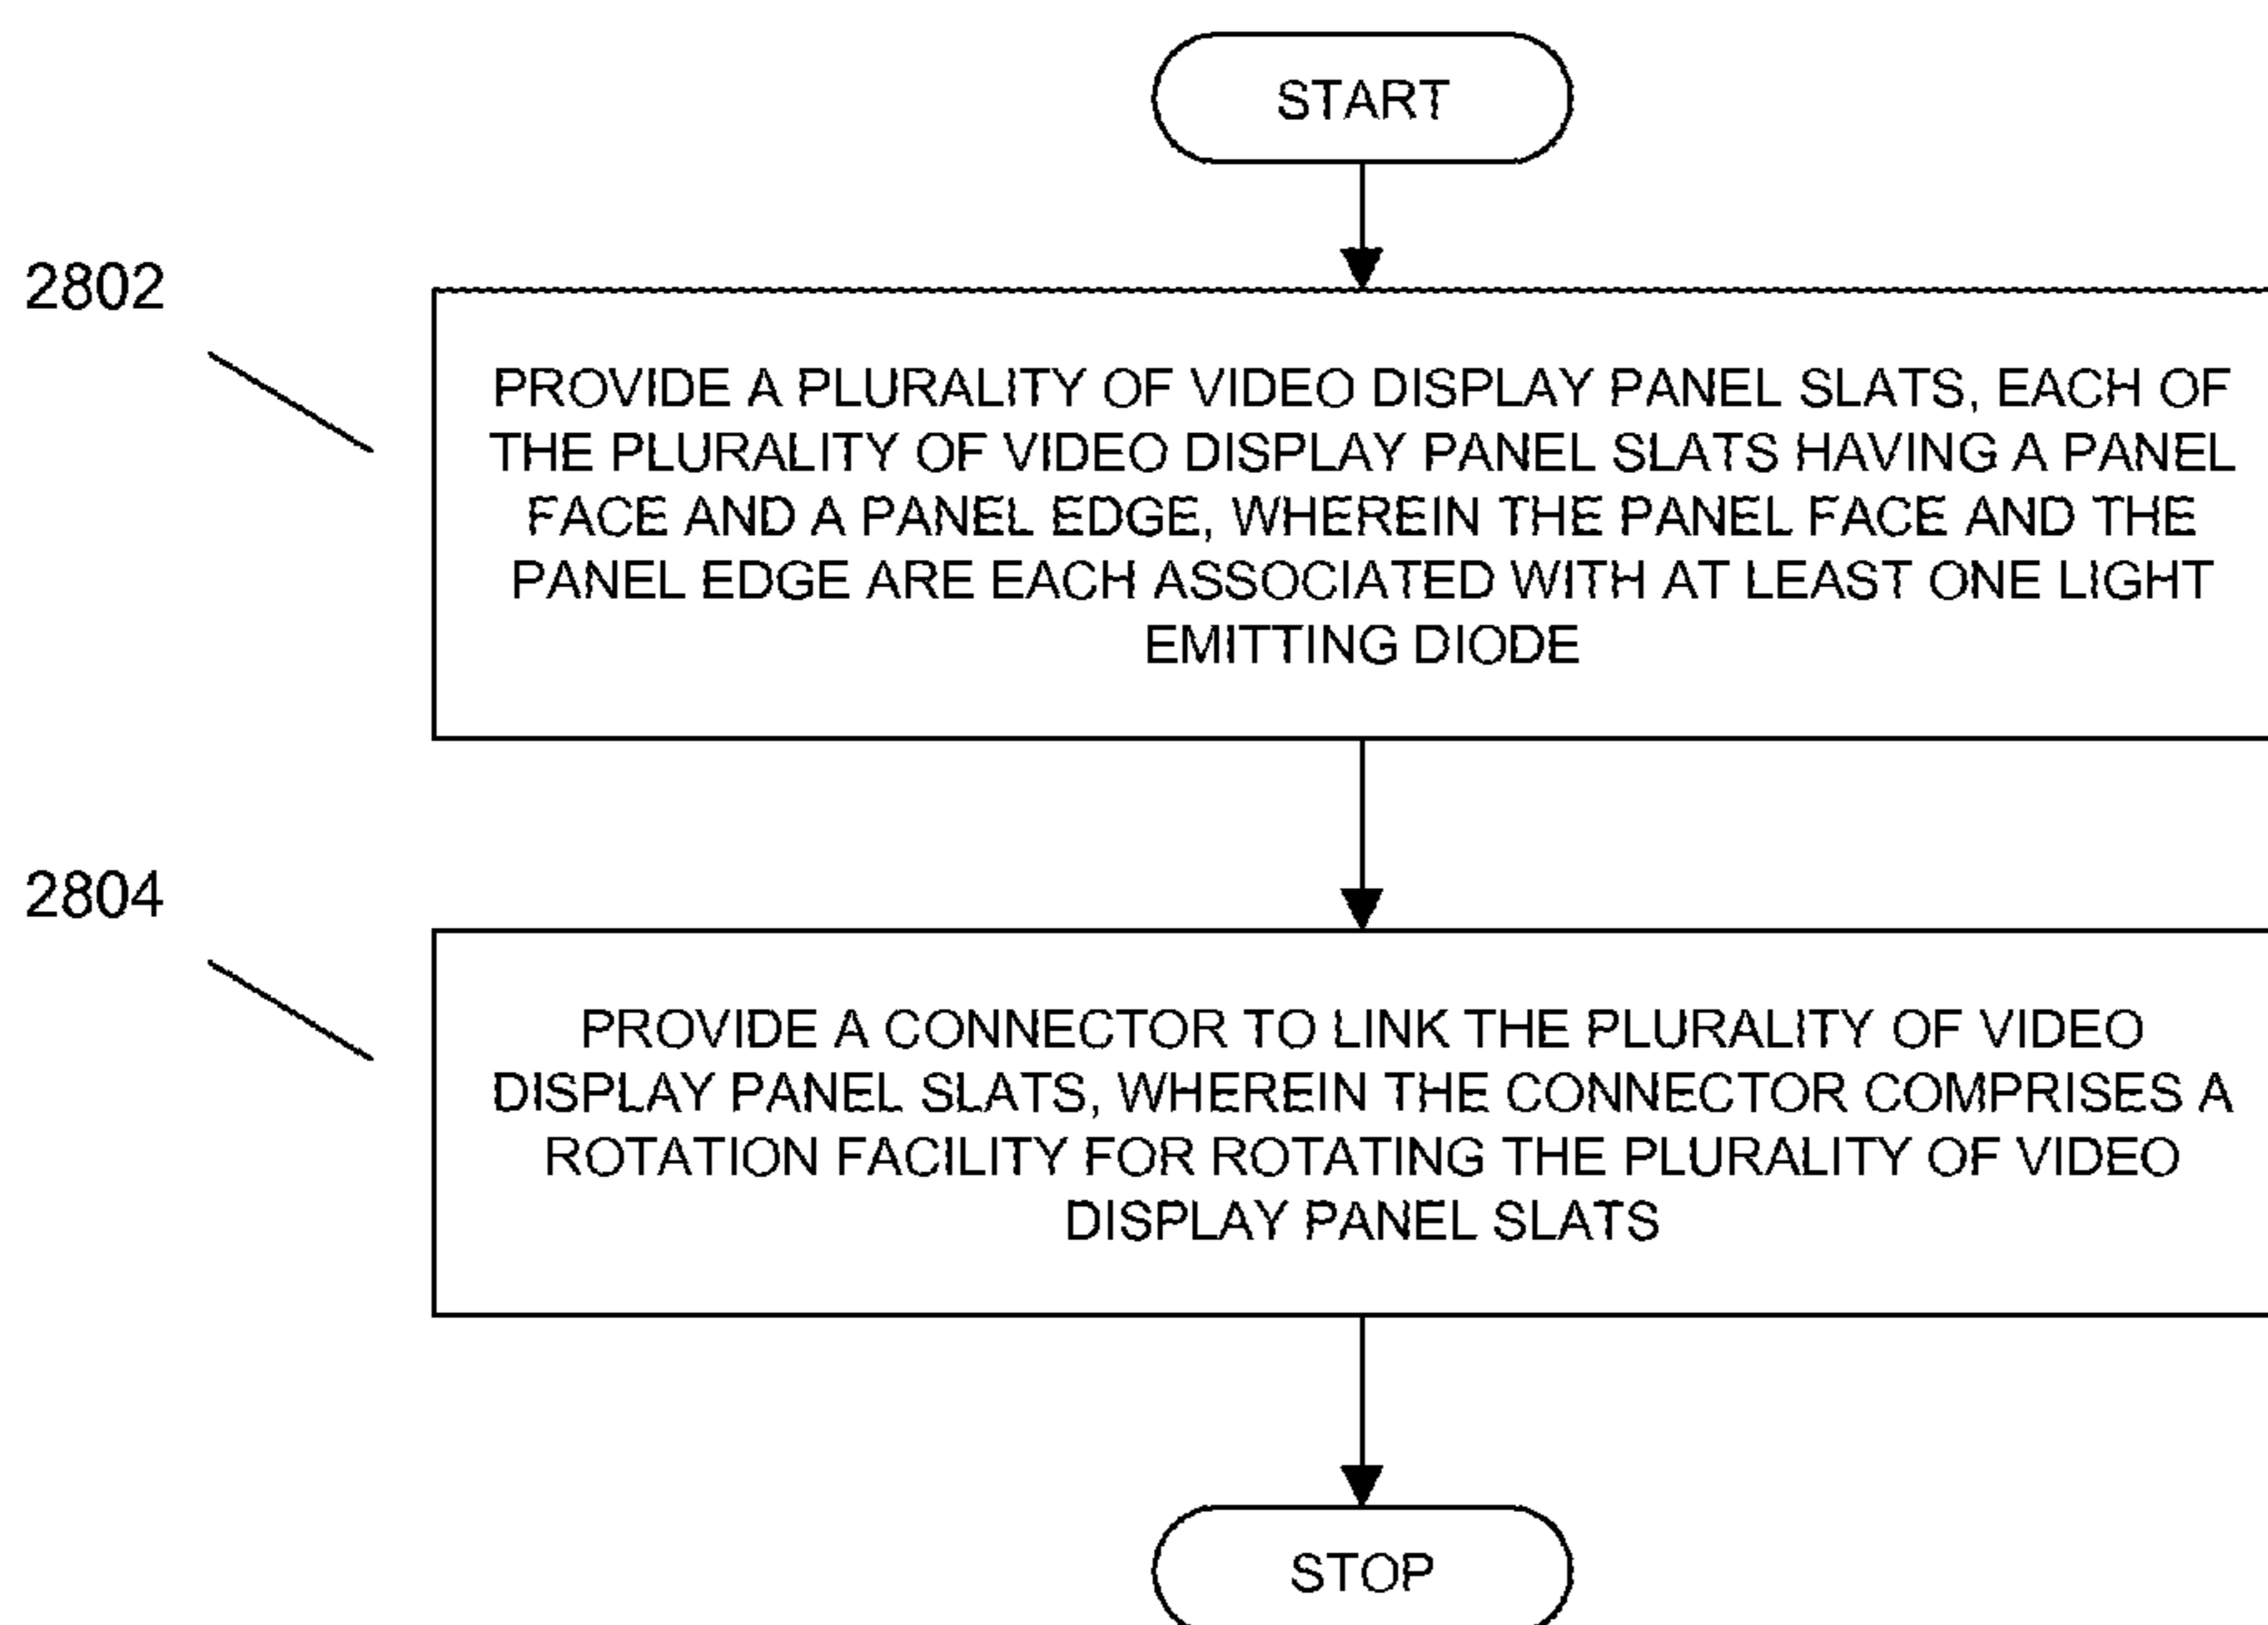 START
2802
PROVIDE A PLURALITY OF VIDEO DISPLAY PANEL SLATS, EACH OF
THE PLURALITY OF VIDEO DISPLAY PANEL SLATS HAVING A PANEL
FACE AND A PANEL EDGE, WHEREIN THE PANEL FACE AND THE
PANEL EDGE ARE EACH ASSOCIATED WITH AT LEAST ONE LIGHT
EMITTING DIODE
2804
PROVIDE A CONNECTOR TO LINK THE PLURALITY OF VIDEO
DISPLAY PANEL SLATS, WHEREIN THE CONNECTOR COMPRISES A
ROTATION FACILITY FOR ROTATING THE PLURALITY OF VIDEO
DISPLAY PANEL SLATS
STOP